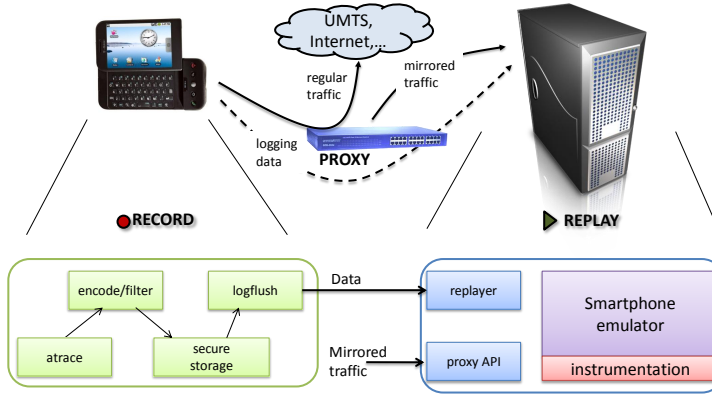 UMTS,
Internet,...
regular
traffic
mirrored
traffic
logging
data
PROXY
RECORD
REPLAY
encode/filter
logflush
atrace
secure
storage
Data
Mirrored
traffic
replayer
proxy API
Smartphone
emulator
instrumentation